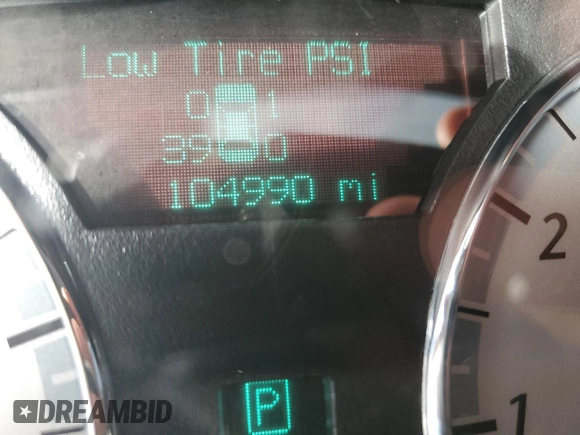 Low Tire PSI
0 1
39 0
104990 mi
2
1
P
DREAMBID